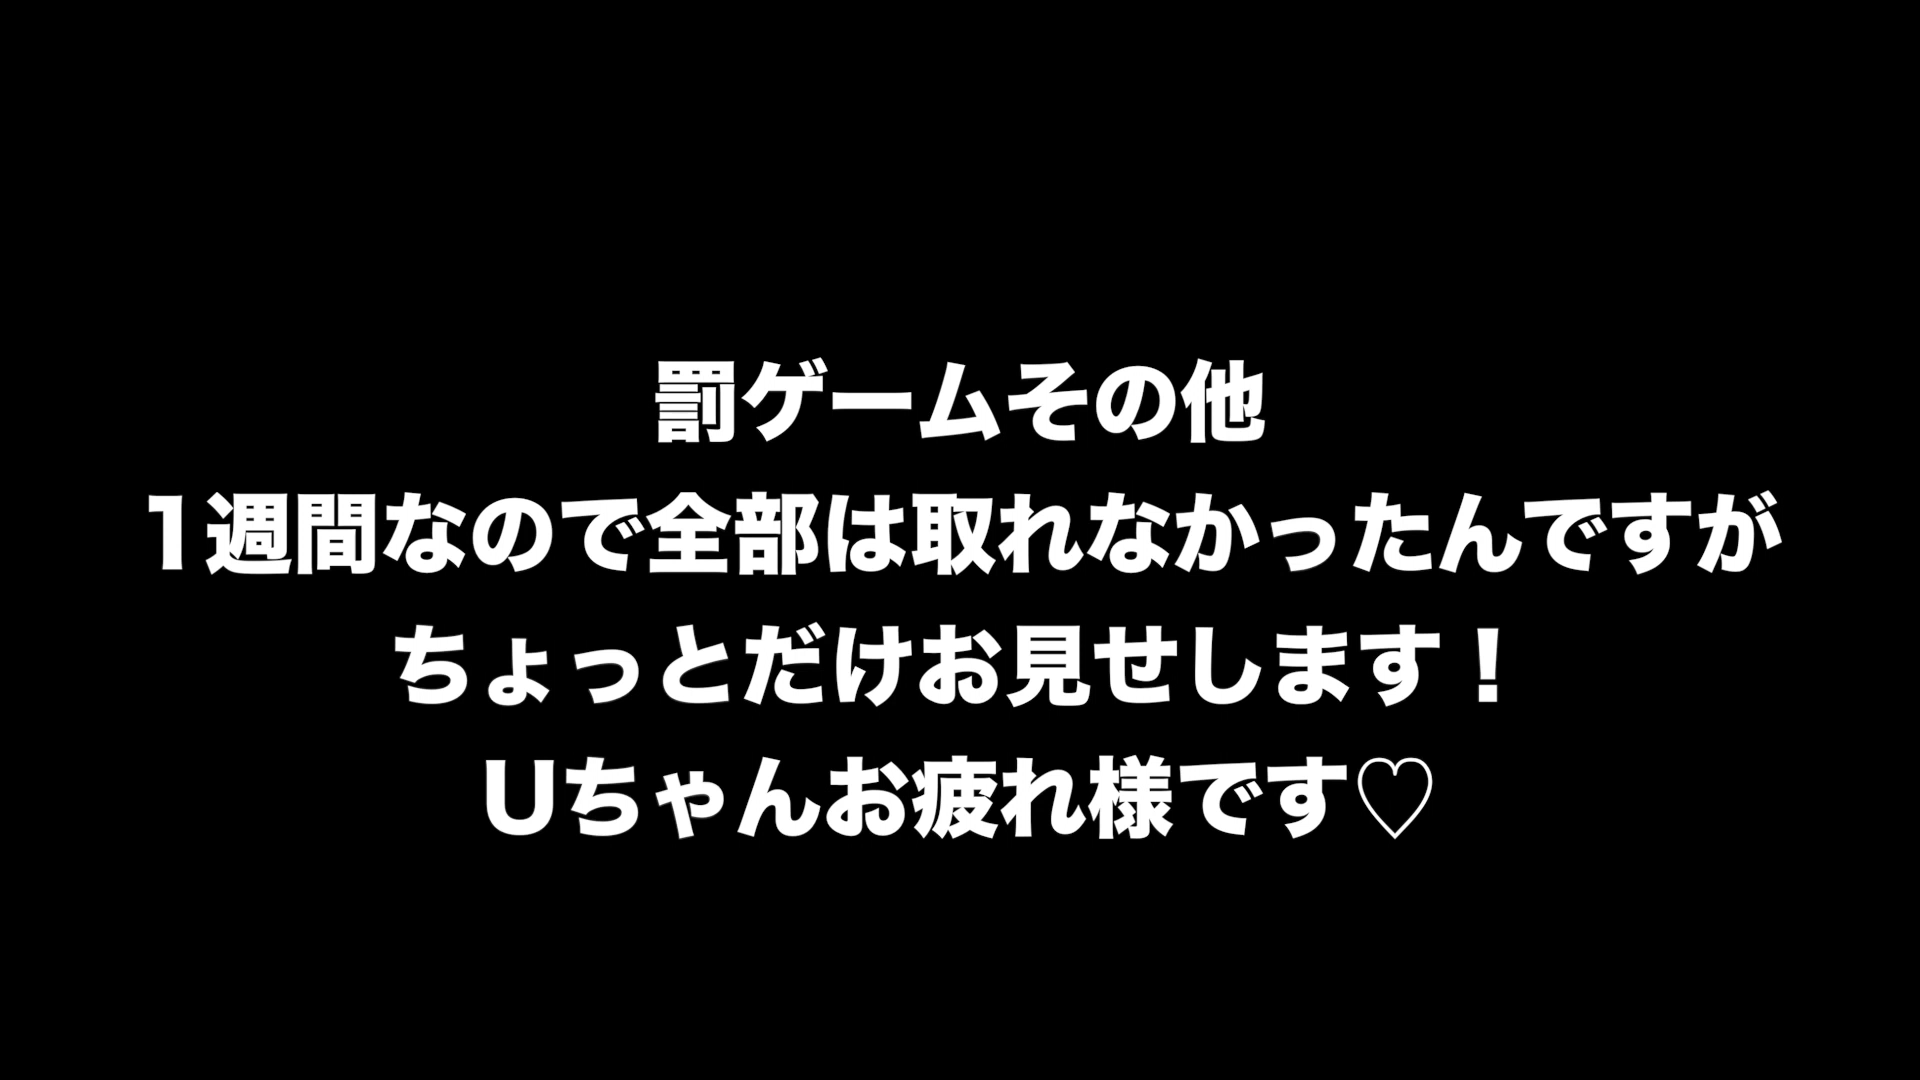 罰ゲームその他
1週間なので全部は取れなかったんですが
ちょっとだけお見せします！
Uちゃんお疲れ様です♡